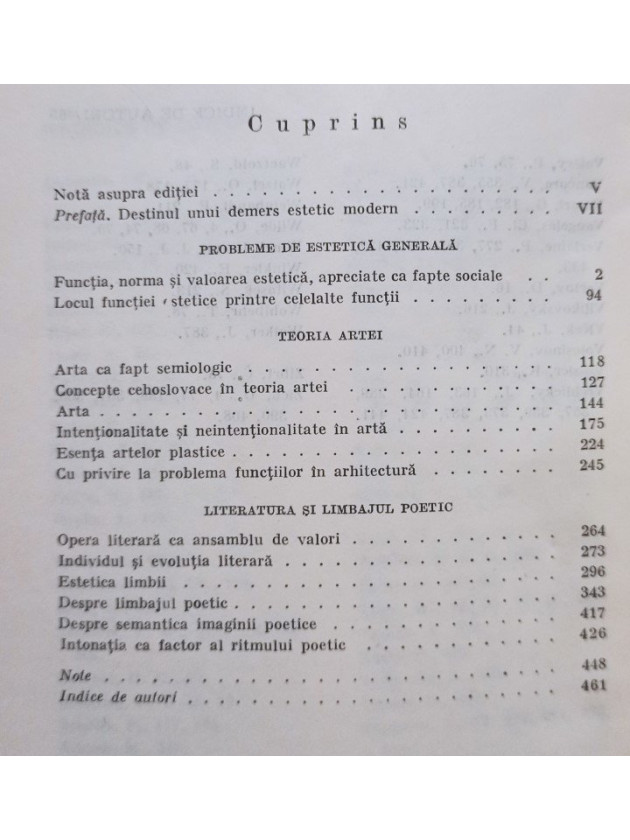 Cuprins
Notă asupra ediției . . . . . . . . . . . . . . . . V
Prefață. Destinul unui demers estetic modern . . . . . . . . VII
PROBLEME DE ESTETICĂ GENERALĂ
Funcția, norma și valoarea estetică, apreciate ca fapte sociale . . 2
Locul funcției stetice printre celelalte funcții . . . . . . . . . 94
TEORIA ARTEI
Arta ca fapt semiologic . . . . . . . . . . . . . . . . . 118
Concepte cehoslovace în teoria artei . . . . . . . . . . . 127
Arta . . . . . . . . . . . . . . . . . . . . . . . . 144
Intenționalitate și neintenționalitate în artă . . . . . . . . . 175
Esența artelor plastice . . . . . . . . . . . . . . . . . . 224
Cu privire la problema funcțiilor în arhitectură . . . . . . . . 245
LITERATURA ȘI LIMBAJUL POETIC
Opera literară ca ansamblu de valori . . . . . . . . . . . . 264
Individul și evoluția literară . . . . . . . . . . . . . . . 273
Estetica limbii . . . . . . . . . . . . . . . . . . . . 296
Despre limbajul poetic . . . . . . . . . . . . . . . . . . 343
Despre semantica imaginii poetice . . . . . . . . . . . . . 417
Intonația ca factor al ritmului poetic . . . . . . . . . . . 426
Note . . . . . . . . . . . . . . . . . . . . . . . . 448
Indice de autori . . . . . . . . . . . . . . . . . . . . 461